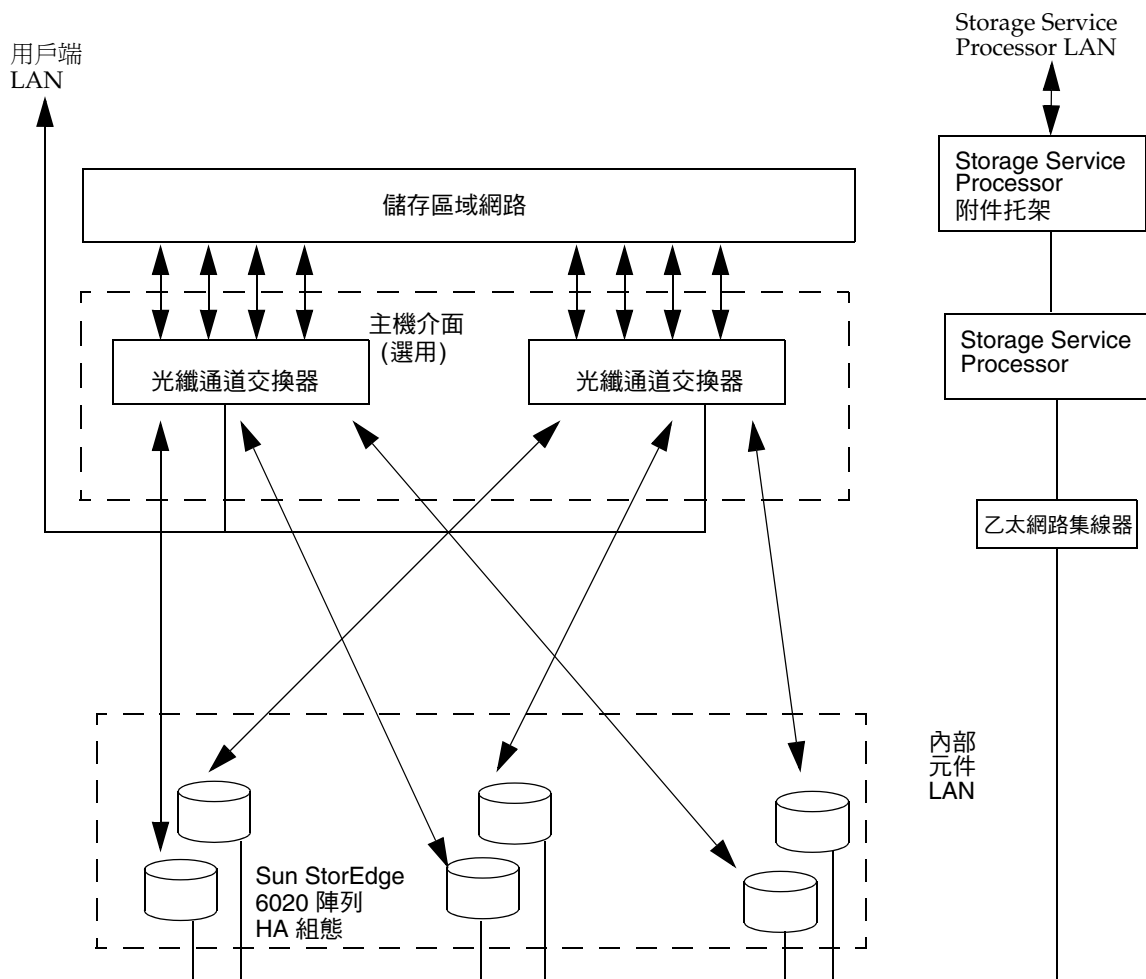 Storage Service
Processor LAN
用戶端
LAN
Storage Service
Processor
附件托架
儲存區域網路
主機介面
(選用)
Storage Service
Processor
光纖通道交換器
光纖通道交換器
乙太網路集線器
內部
元件
LAN
Sun StorEdge
6020 陣列
HA 組態